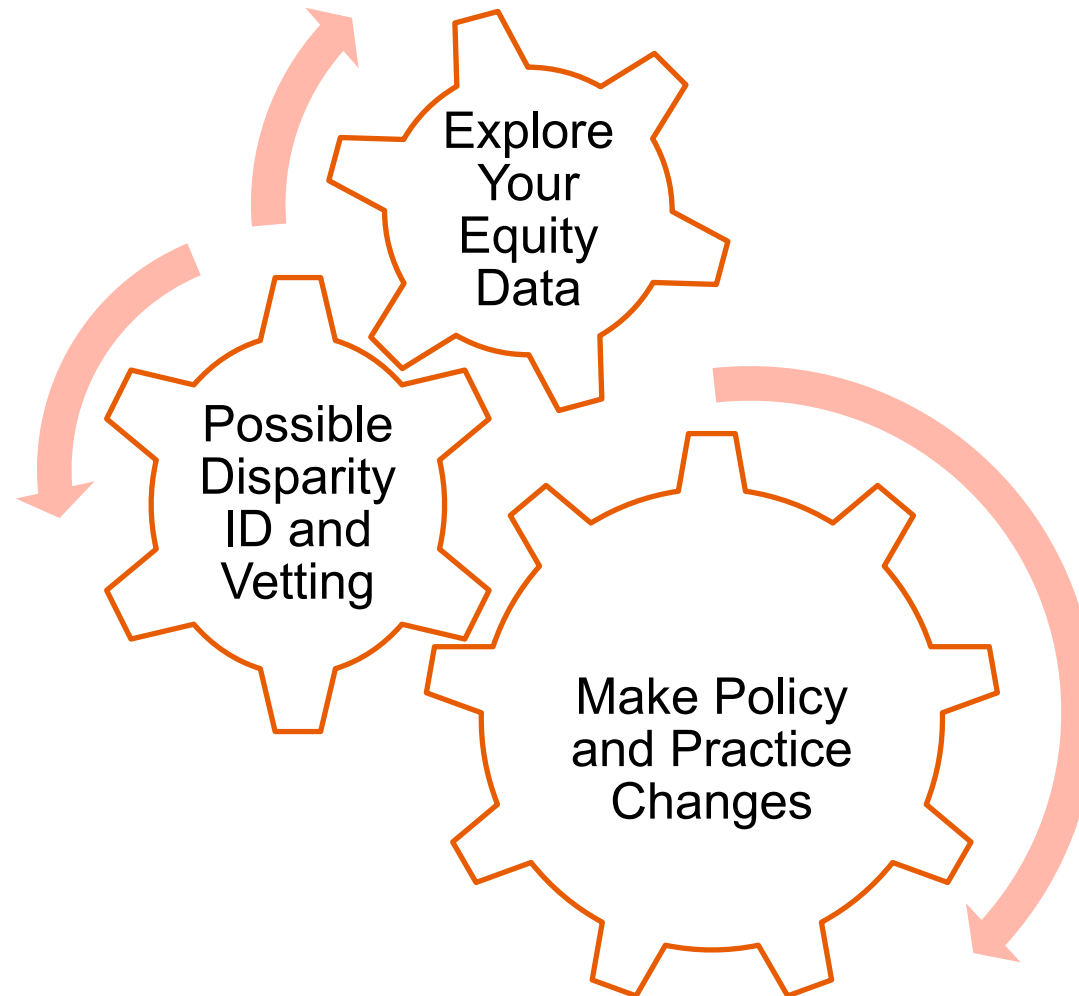 Explore
Your
Equity
Data
Possible
Disparity
ID and
Vetting
Make Policy
and Practice
Changes